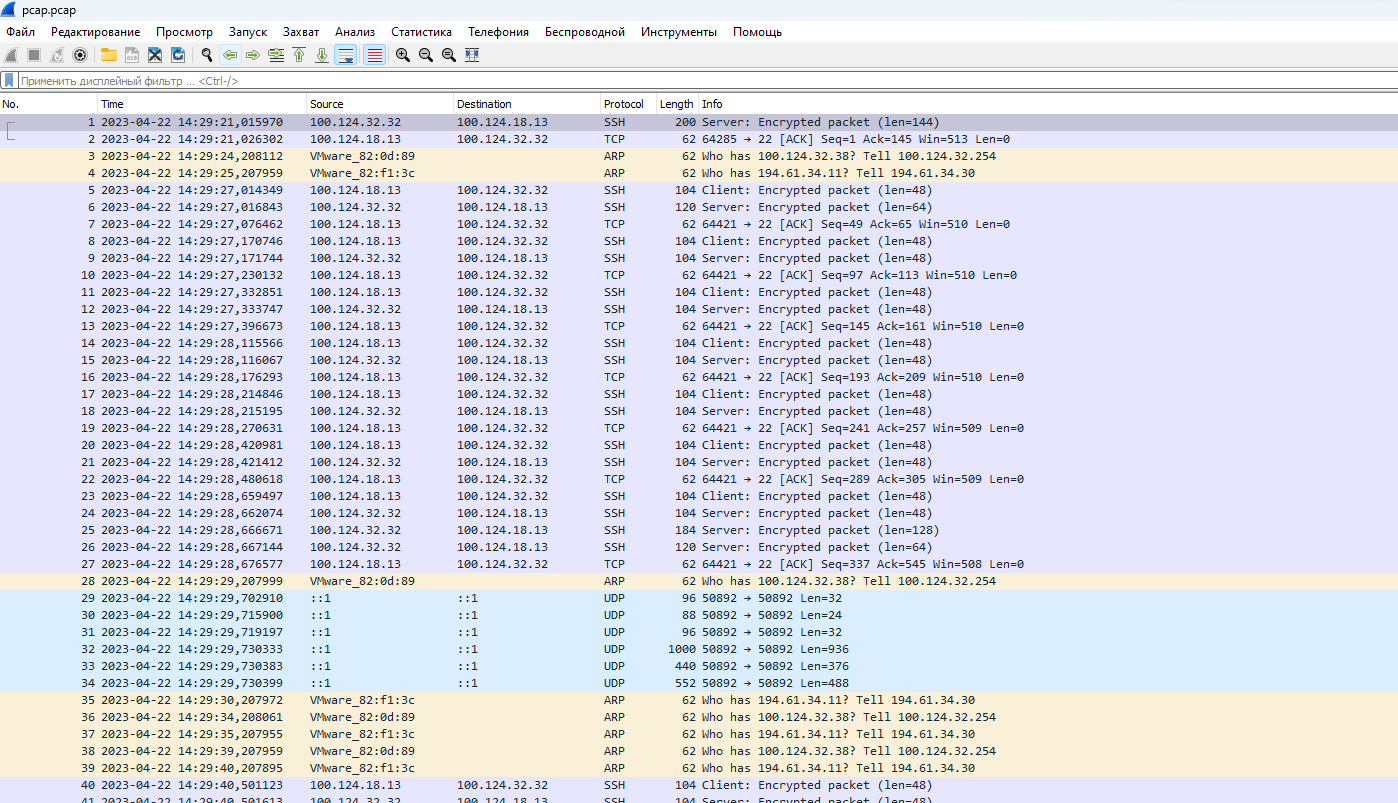 pcap.pcap
Файл Редактирование Просмотр Запуск Захват Анализ Статистика Телефония Беспроводной Инструменты Помощь
Применить дисплейный фильтр ... <Ctrl-/>
No. Time Source Destination Protocol Length Info
1 2023-04-22 14:29:21,015970 100.124.32.32 100.124.18.13 SSH 200 Server: Encrypted packet (len=144)
2 2023-04-22 14:29:21,026302 100.124.18.13 100.124.32.32 TCP 62 64285 → 22 [ACK] Seq=1 Ack=145 Win=513 Len=0
3 2023-04-22 14:29:24,208112 VMware_82:0d:89 ARP 62 Who has 100.124.32.38? Tell 100.124.32.254
4 2023-04-22 14:29:25,207959 VMware_82:f1:3c ARP 62 Who has 194.61.34.11? Tell 194.61.34.30
5 2023-04-22 14:29:27,014349 100.124.18.13 100.124.32.32 SSH 104 Client: Encrypted packet (len=48)
6 2023-04-22 14:29:27,016843 100.124.32.32 100.124.18.13 SSH 120 Server: Encrypted packet (len=64)
7 2023-04-22 14:29:27,076462 100.124.18.13 100.124.32.32 TCP 62 64421 → 22 [ACK] Seq=49 Ack=65 Win=510 Len=0
8 2023-04-22 14:29:27,170746 100.124.18.13 100.124.32.32 SSH 104 Client: Encrypted packet (len=48)
9 2023-04-22 14:29:27,171744 100.124.32.32 100.124.18.13 SSH 104 Server: Encrypted packet (len=48)
10 2023-04-22 14:29:27,230132 100.124.18.13 100.124.32.32 TCP 62 64421 → 22 [ACK] Seq=97 Ack=113 Win=510 Len=0
11 2023-04-22 14:29:27,332851 100.124.18.13 100.124.32.32 SSH 104 Client: Encrypted packet (len=48)
12 2023-04-22 14:29:27,333747 100.124.32.32 100.124.18.13 SSH 104 Server: Encrypted packet (len=48)
13 2023-04-22 14:29:27,396673 100.124.18.13 100.124.32.32 TCP 62 64421 → 22 [ACK] Seq=145 Ack=161 Win=510 Len=0
14 2023-04-22 14:29:28,115566 100.124.18.13 100.124.32.32 SSH 104 Client: Encrypted packet (len=48)
15 2023-04-22 14:29:28,116067 100.124.32.32 100.124.18.13 SSH 104 Server: Encrypted packet (len=48)
16 2023-04-22 14:29:28,176293 100.124.18.13 100.124.32.32 TCP 62 64421 → 22 [ACK] Seq=193 Ack=209 Win=510 Len=0
17 2023-04-22 14:29:28,214846 100.124.18.13 100.124.32.32 SSH 104 Client: Encrypted packet (len=48)
18 2023-04-22 14:29:28,215195 100.124.32.32 100.124.18.13 SSH 104 Server: Encrypted packet (len=48)
19 2023-04-22 14:29:28,270631 100.124.18.13 100.124.32.32 TCP 62 64421 → 22 [ACK] Seq=241 Ack=257 Win=509 Len=0
20 2023-04-22 14:29:28,420981 100.124.18.13 100.124.32.32 SSH 104 Client: Encrypted packet (len=48)
21 2023-04-22 14:29:28,421412 100.124.32.32 100.124.18.13 SSH 104 Server: Encrypted packet (len=48)
22 2023-04-22 14:29:28,480618 100.124.18.13 100.124.32.32 TCP 62 64421 → 22 [ACK] Seq=289 Ack=305 Win=509 Len=0
23 2023-04-22 14:29:28,659497 100.124.18.13 100.124.32.32 SSH 104 Client: Encrypted packet (len=48)
24 2023-04-22 14:29:28,662074 100.124.32.32 100.124.18.13 SSH 104 Server: Encrypted packet (len=48)
25 2023-04-22 14:29:28,666671 100.124.32.32 100.124.18.13 SSH 184 Server: Encrypted packet (len=128)
26 2023-04-22 14:29:28,667144 100.124.32.32 100.124.18.13 SSH 120 Server: Encrypted packet (len=64)
27 2023-04-22 14:29:28,676577 100.124.18.13 100.124.32.32 TCP 62 64421 → 22 [ACK] Seq=337 Ack=545 Win=508 Len=0
28 2023-04-22 14:29:29,207999 VMware_82:0d:89 ARP 62 Who has 100.124.32.38? Tell 100.124.32.254
29 2023-04-22 14:29:29,702910 ::1 ::1 UDP 96 50892 → 50892 Len=32
30 2023-04-22 14:29:29,715900 ::1 ::1 UDP 88 50892 → 50892 Len=24
31 2023-04-22 14:29:29,719197 ::1 ::1 UDP 96 50892 → 50892 Len=32
32 2023-04-22 14:29:29,730333 ::1 ::1 UDP 1000 50892 → 50892 Len=936
33 2023-04-22 14:29:29,730383 ::1 ::1 UDP 440 50892 → 50892 Len=376
34 2023-04-22 14:29:29,730399 ::1 ::1 UDP 552 50892 → 50892 Len=488
35 2023-04-22 14:29:30,207972 VMware_82:f1:3c ARP 62 Who has 194.61.34.11? Tell 194.61.34.30
36 2023-04-22 14:29:34,208061 VMware_82:0d:89 ARP 62 Who has 100.124.32.38? Tell 100.124.32.254
37 2023-04-22 14:29:35,207955 VMware_82:f1:3c ARP 62 Who has 194.61.34.11? Tell 194.61.34.30
38 2023-04-22 14:29:39,207959 VMware_82:0d:89 ARP 62 Who has 100.124.32.38? Tell 100.124.32.254
39 2023-04-22 14:29:40,207895 VMware_82:f1:3c ARP 62 Who has 194.61.34.11? Tell 194.61.34.30
40 2023-04-22 14:29:40,501123 100.124.18.13 100.124.32.32 SSH 104 Client: Encrypted packet (len=48)
41 2023-04-22 14:29:40,501613 100.124.32.32 100.124.18.13 SSH 104 Server: Encrypted packet (len=48)